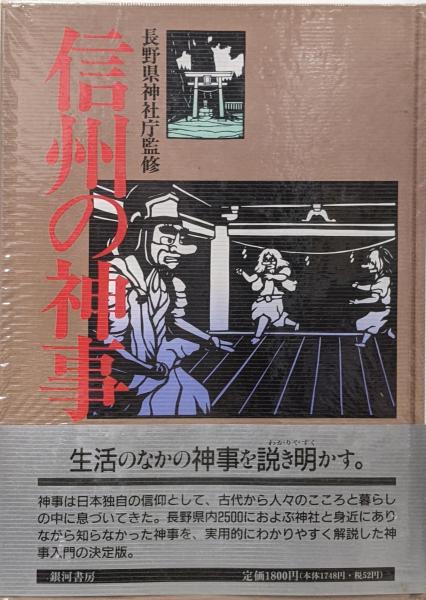 信州の神事
長野県神社庁監修
わかりやすく
生活のなかの神事を説き明かす。
神事は日本独自の信仰として、古代から人々のこころと暮らし
の中に息づいてきた。長野県内2500におよぶ神社と身近にあり
ながら知らなかった神事を、実用的にわかりやすく解説した神
事入門の決定版。
銀河書房
定価1800円(本体1748円・税52円)